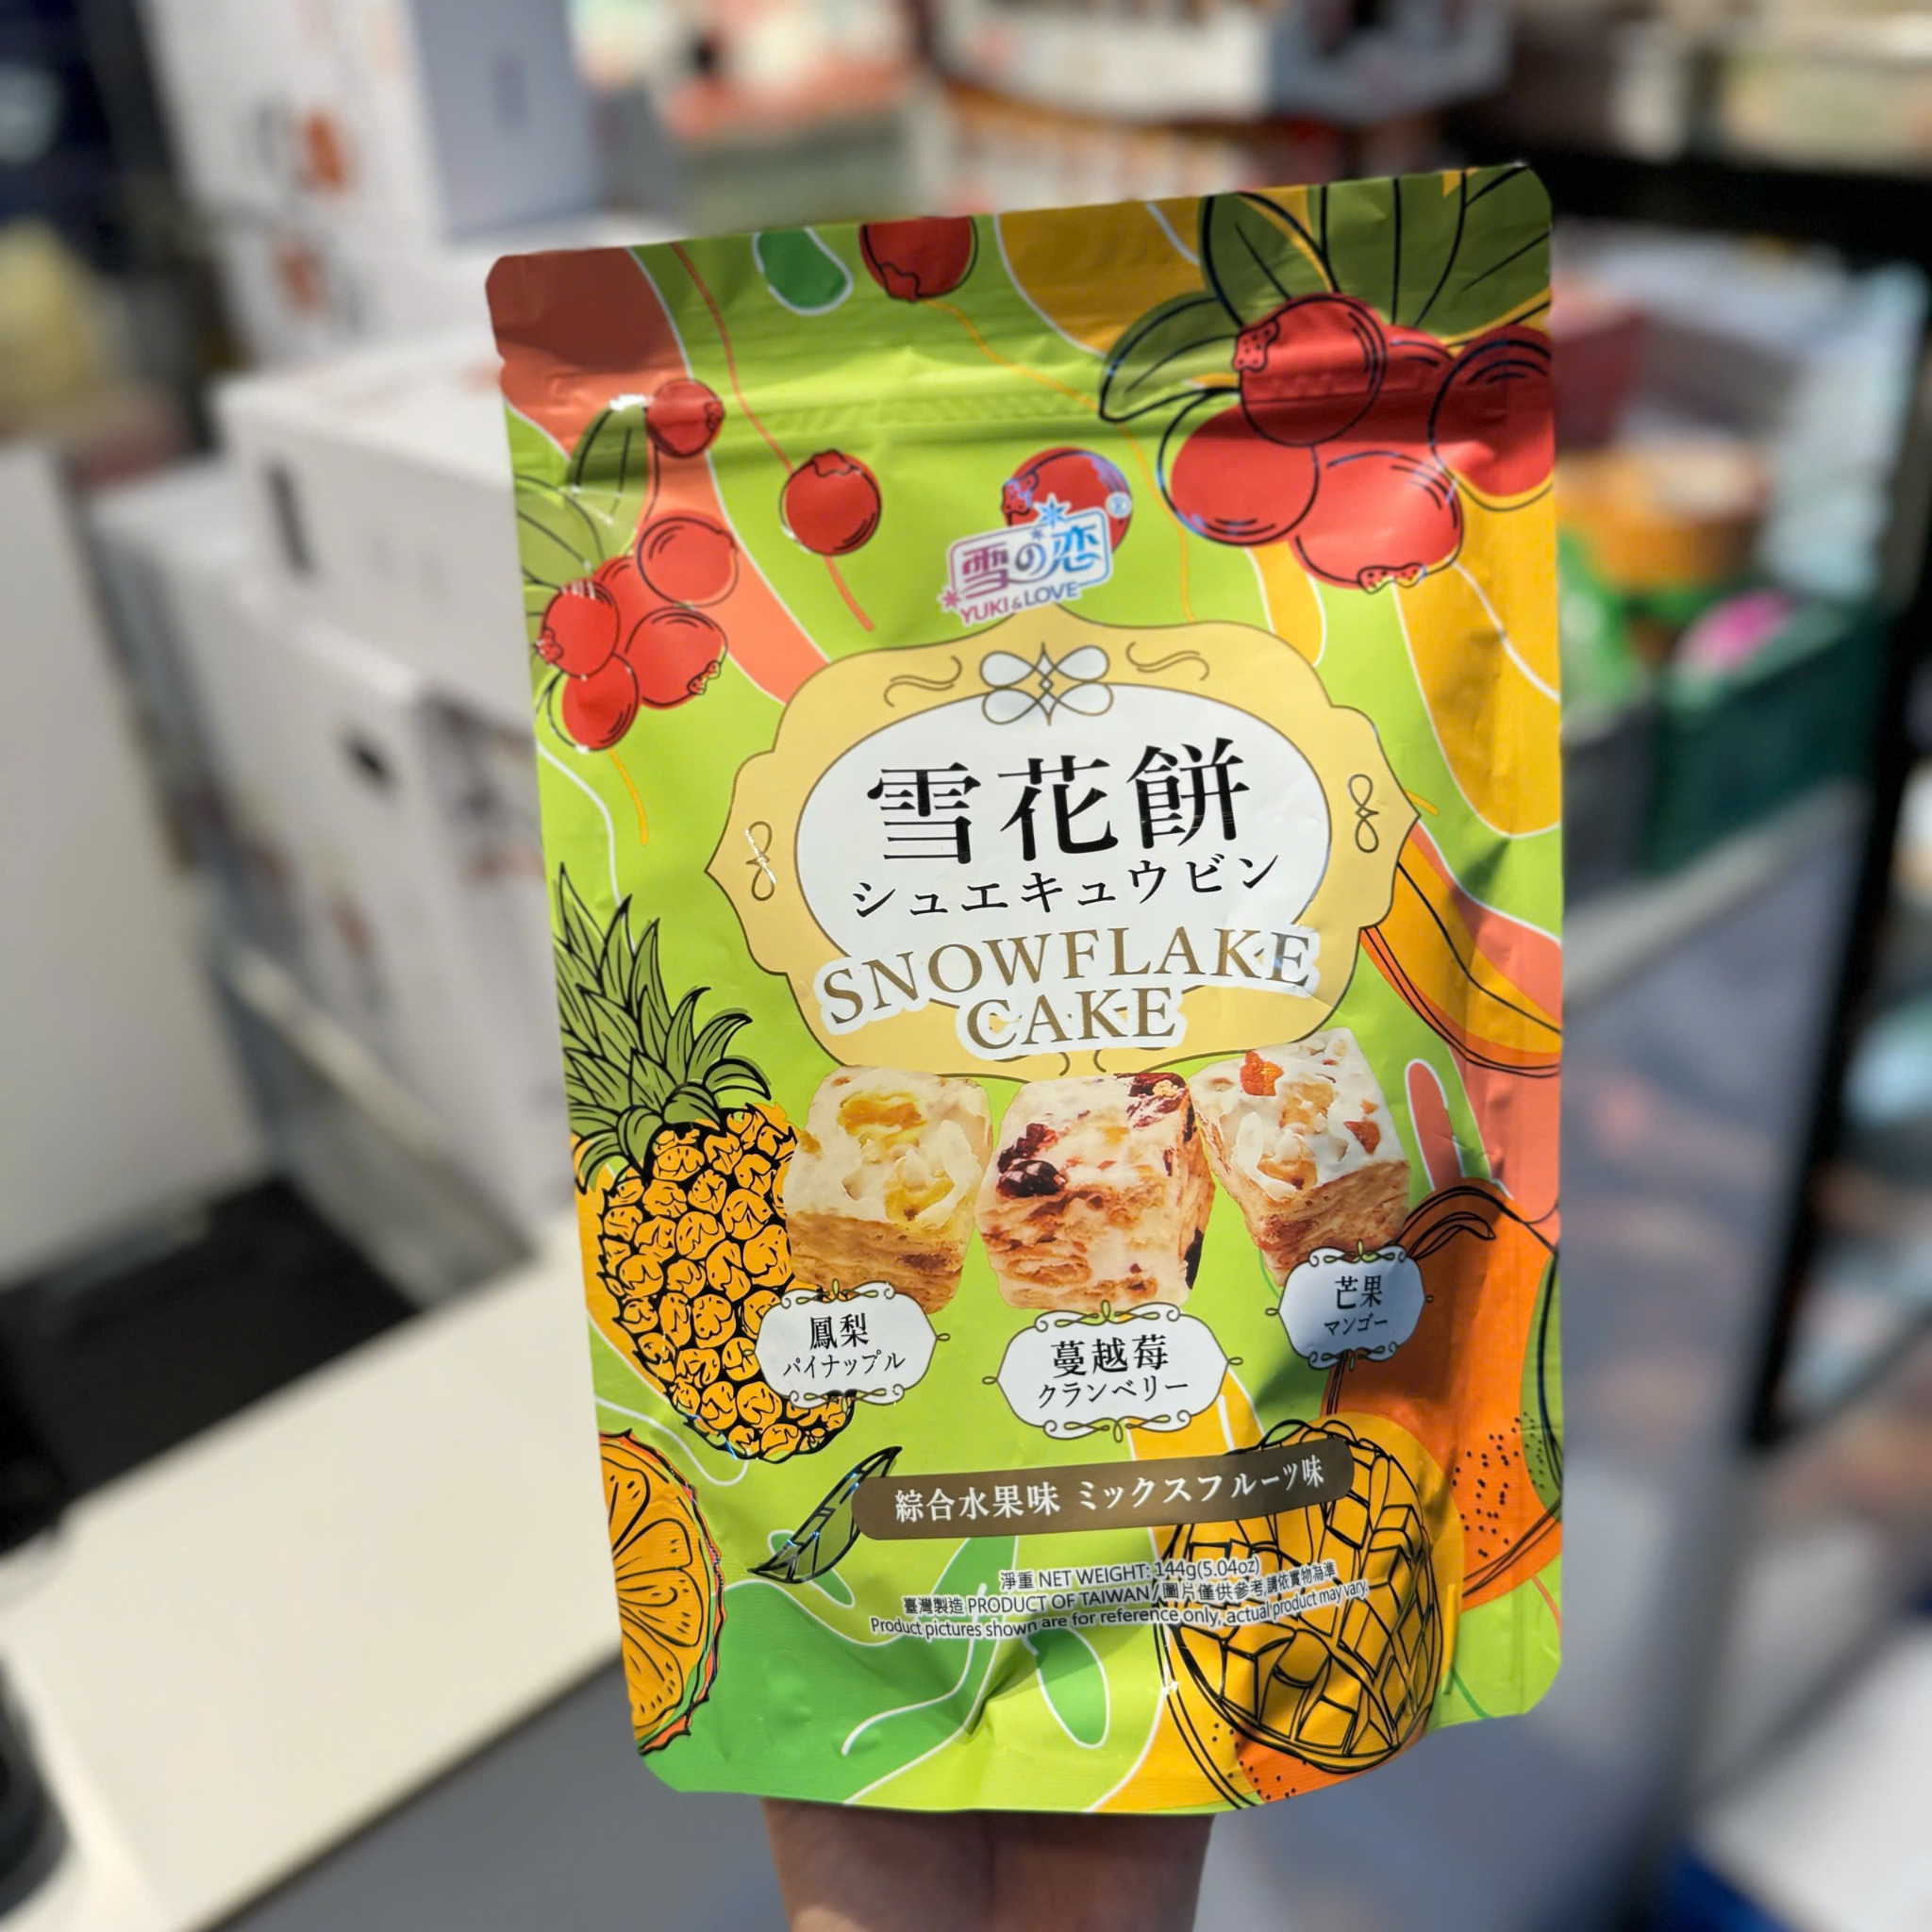 雪の恋®
YUKI&LOVE
雪花餅
シュエキュウビン
SNOWFLAKE
CAKE
鳳梨
パイナップル
蔓越莓
クランベリー
芒果
マンゴー
綜合水果味 ミックスフルーツ味
淨重 NET WEIGHT: 144g(5.04oz)
臺灣製造 PRODUCT OF TAIWAN/圖片僅供參考,請依實物為準
Product pictures shown are for reference only, actual product may vary.